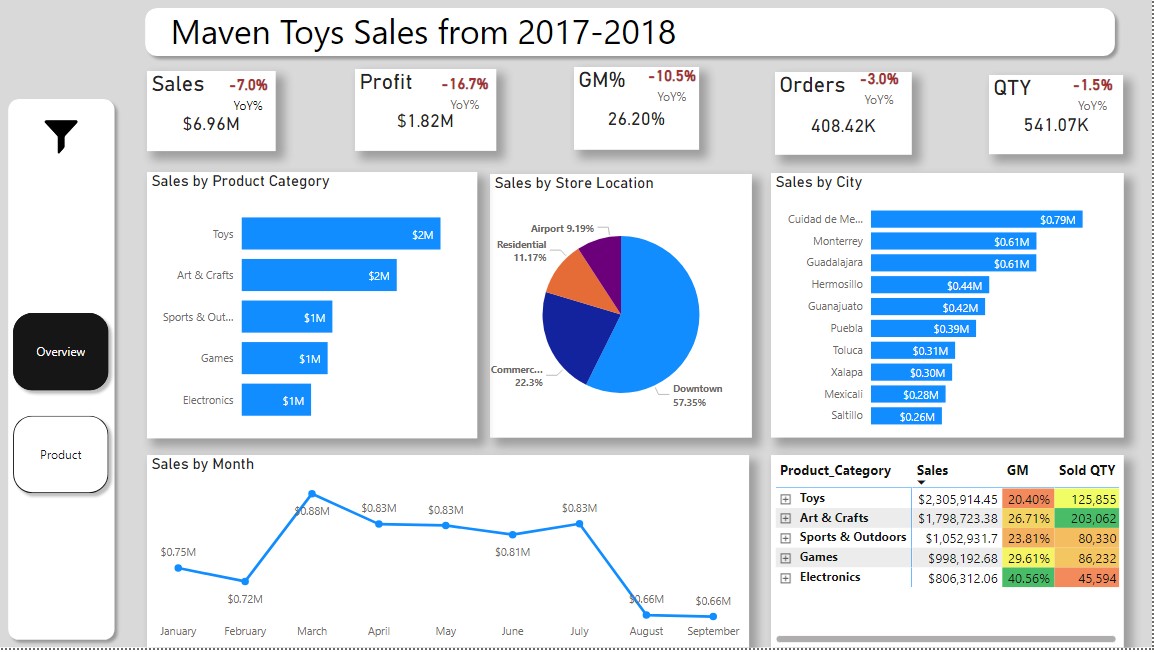 Maven Toys Sales from 2017-2018
Sales
-7.0%
YoY%
$6.96M
Profit
-16.7%
YoY%
$1.82M
GM%
-10.5%
YoY%
26.20%
Orders
-3.0%
YoY%
408.42K
QTY
-1.5%
YoY%
541.07K
Overview
Product
Sales by Product Category
Toys $2M
Art & Crafts $2M
Sports & Out... $1M
Games $1M
Electronics $1M
Sales by Store Location
Airport 9.19%
Residential
11.17%
Commerc...
22.3%
Downtown
57.35%
Sales by City
Cuidad de Me... $0.79M
Monterrey $0.61M
Guadalajara $0.61M
Hermosillo $0.44M
Guanajuato $0.42M
Puebla $0.39M
Toluca $0.31M
Xalapa $0.30M
Mexicali $0.28M
Saltillo $0.26M
Sales by Month
$0.75M
$0.72M
$0.88M
$0.83M
$0.83M
$0.81M
$0.83M
$0.66M
$0.66M
January February March April May June July August September
Product_Category Sales GM Sold QTY
Toys $2,305,914.45 20.40% 125,855
Art & Crafts $1,798,723.38 26.71% 203,062
Sports & Outdoors $1,052,931.7 23.81% 80,330
Games $998,192.68 29.61% 86,232
Electronics $806,312.06 40.56% 45,594